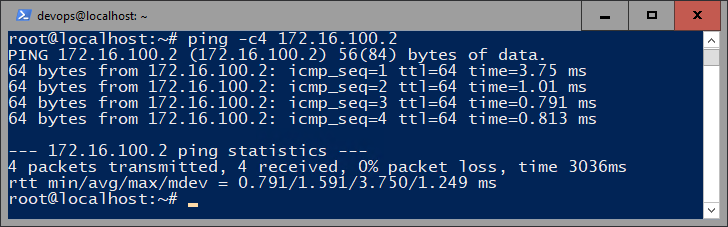 devops@localhost: ~
root@localhost:~# ping -c4 172.16.100.2
PING 172.16.100.2 (172.16.100.2) 56(84) bytes of data.
64 bytes from 172.16.100.2: icmp_seq=1 ttl=64 time=3.75 ms
64 bytes from 172.16.100.2: icmp_seq=2 ttl=64 time=1.01 ms
64 bytes from 172.16.100.2: icmp_seq=3 ttl=64 time=0.791 ms
64 bytes from 172.16.100.2: icmp_seq=4 ttl=64 time=0.813 ms
--- 172.16.100.2 ping statistics ---
4 packets transmitted, 4 received, 0% packet loss, time 3036ms
rtt min/avg/max/mdev = 0.791/1.591/3.750/1.249 ms
root@localhost:~#